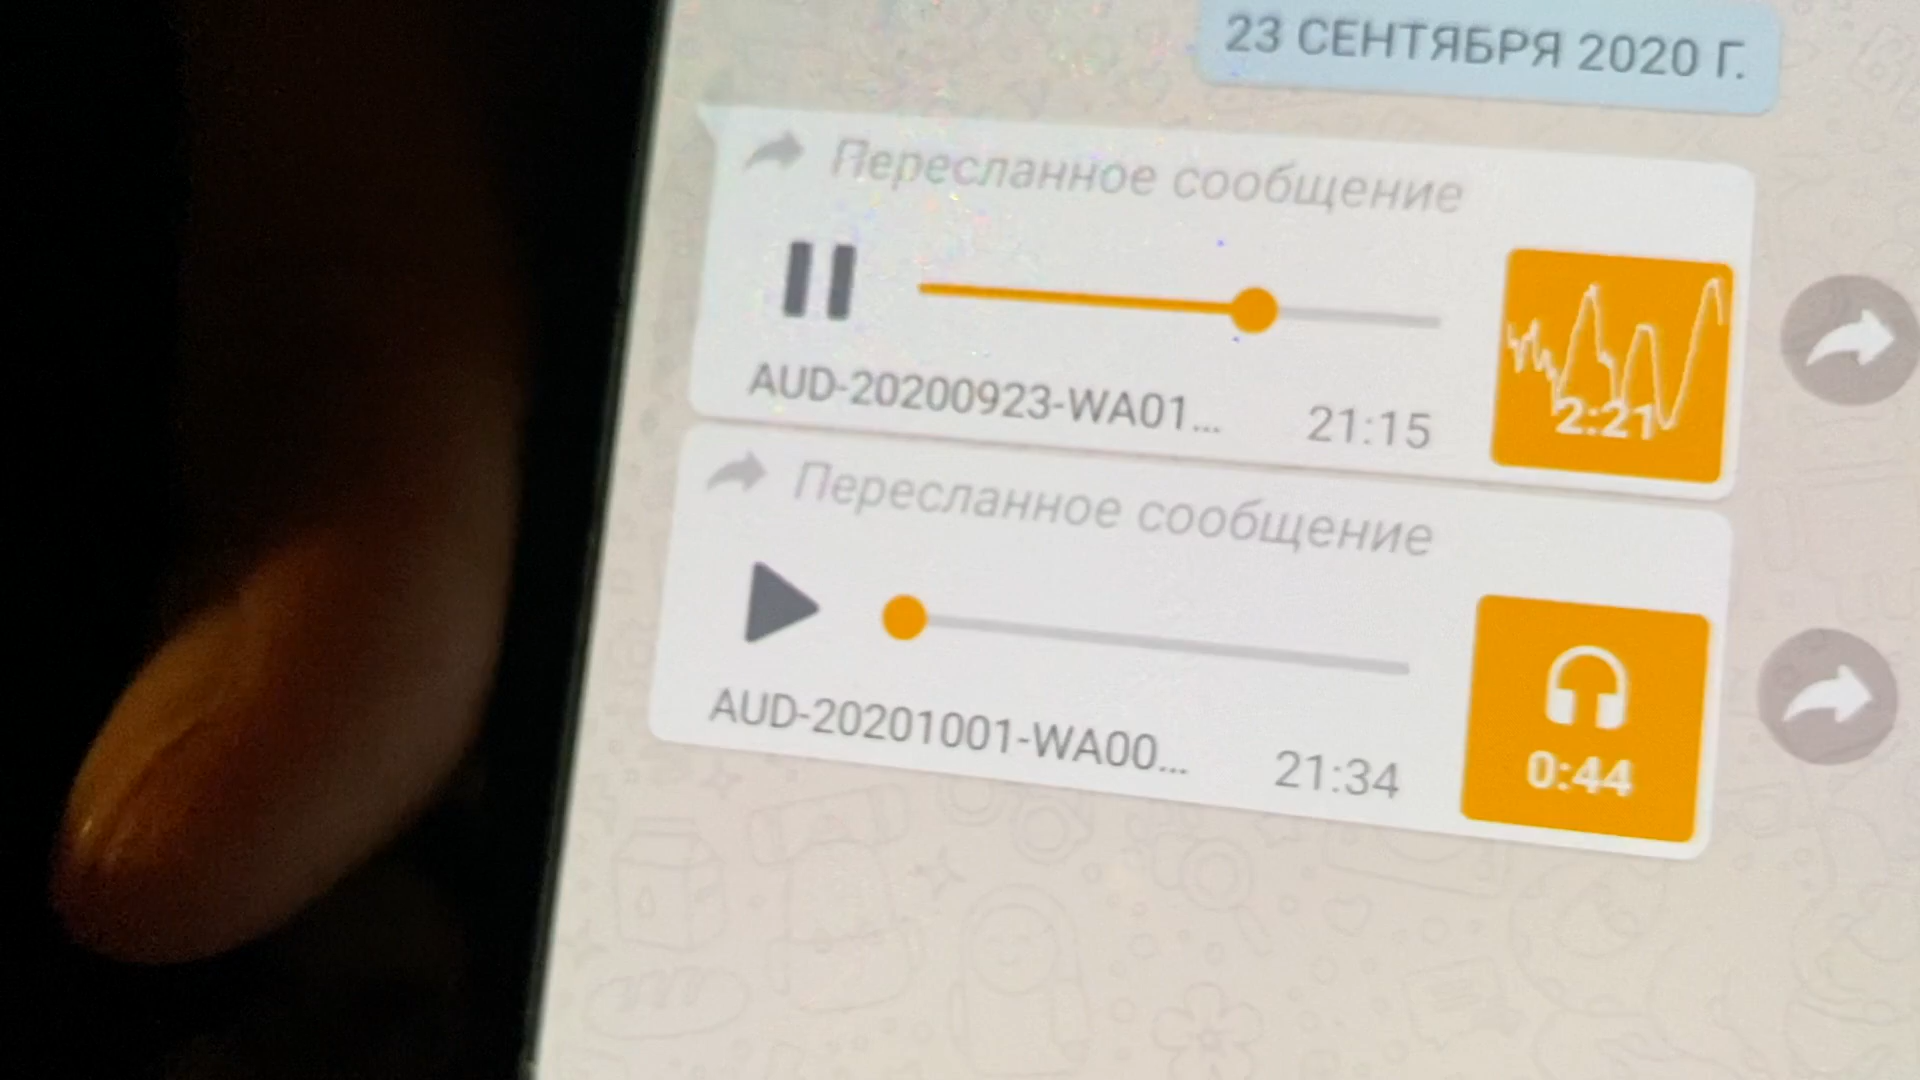 23 СЕНТЯБРЯ 2020 Г.
Пересланное сообщение
AUD-20200923-WA01... 21:15
2:21
Пересланное сообщение
AUD-20201001-WA00... 21:34
0:44